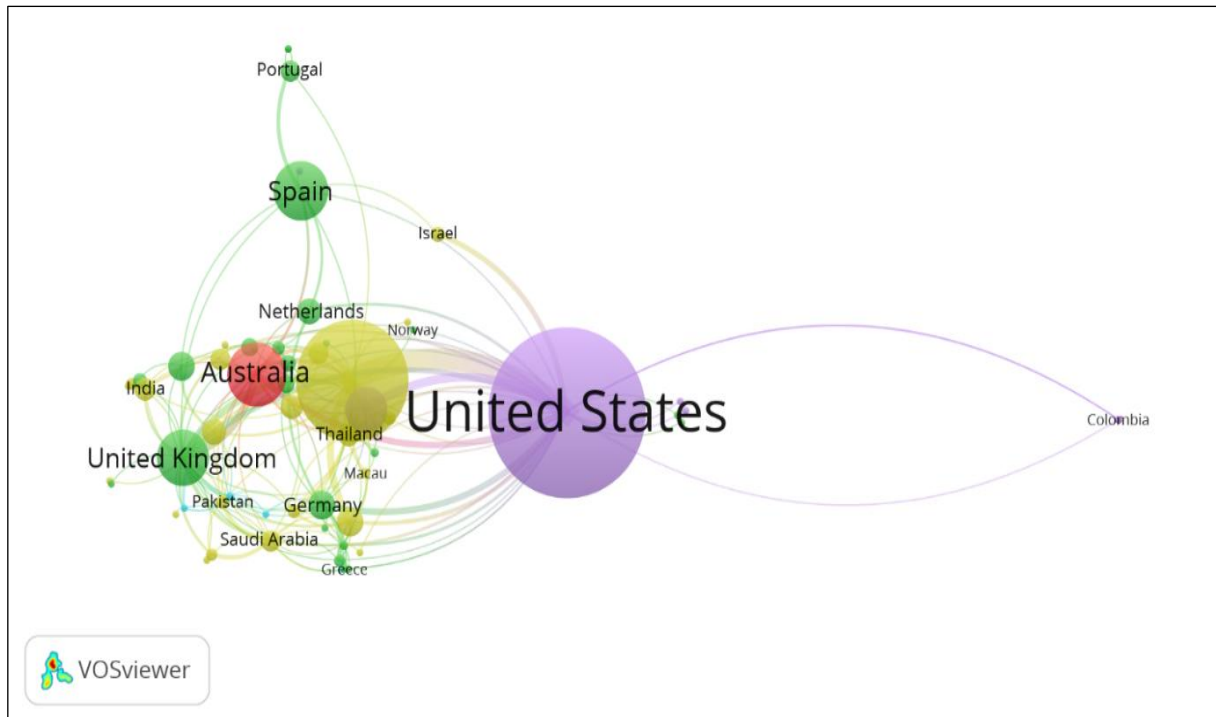 Portugal
Spain
Israel
Netherlands
Norway
Australia
India
United States
Colombia
Thailand
United Kingdom
Macau
Pakistan
Germany
Saudi Arabia
Greece
VOSviewer